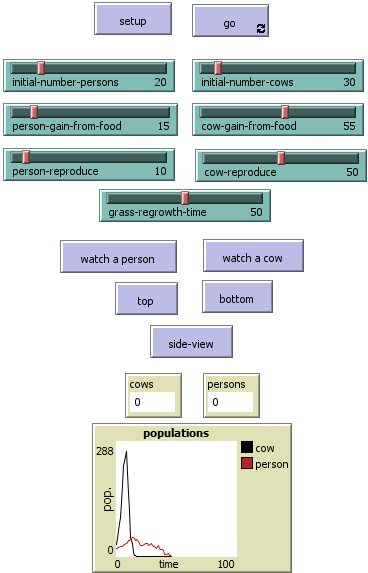 setup
go
initial-number-persons 20
initial-number-cows 30
person-gain-from-food 15
cow-gain-from-food 55
person-reproduce 10
cow-reproduce 50
grass-regrowth-time 50
watch a person
watch a cow
top
bottom
side-view
cows
0
persons
0
populations
288
pop.
0
0 time 100
cow
person